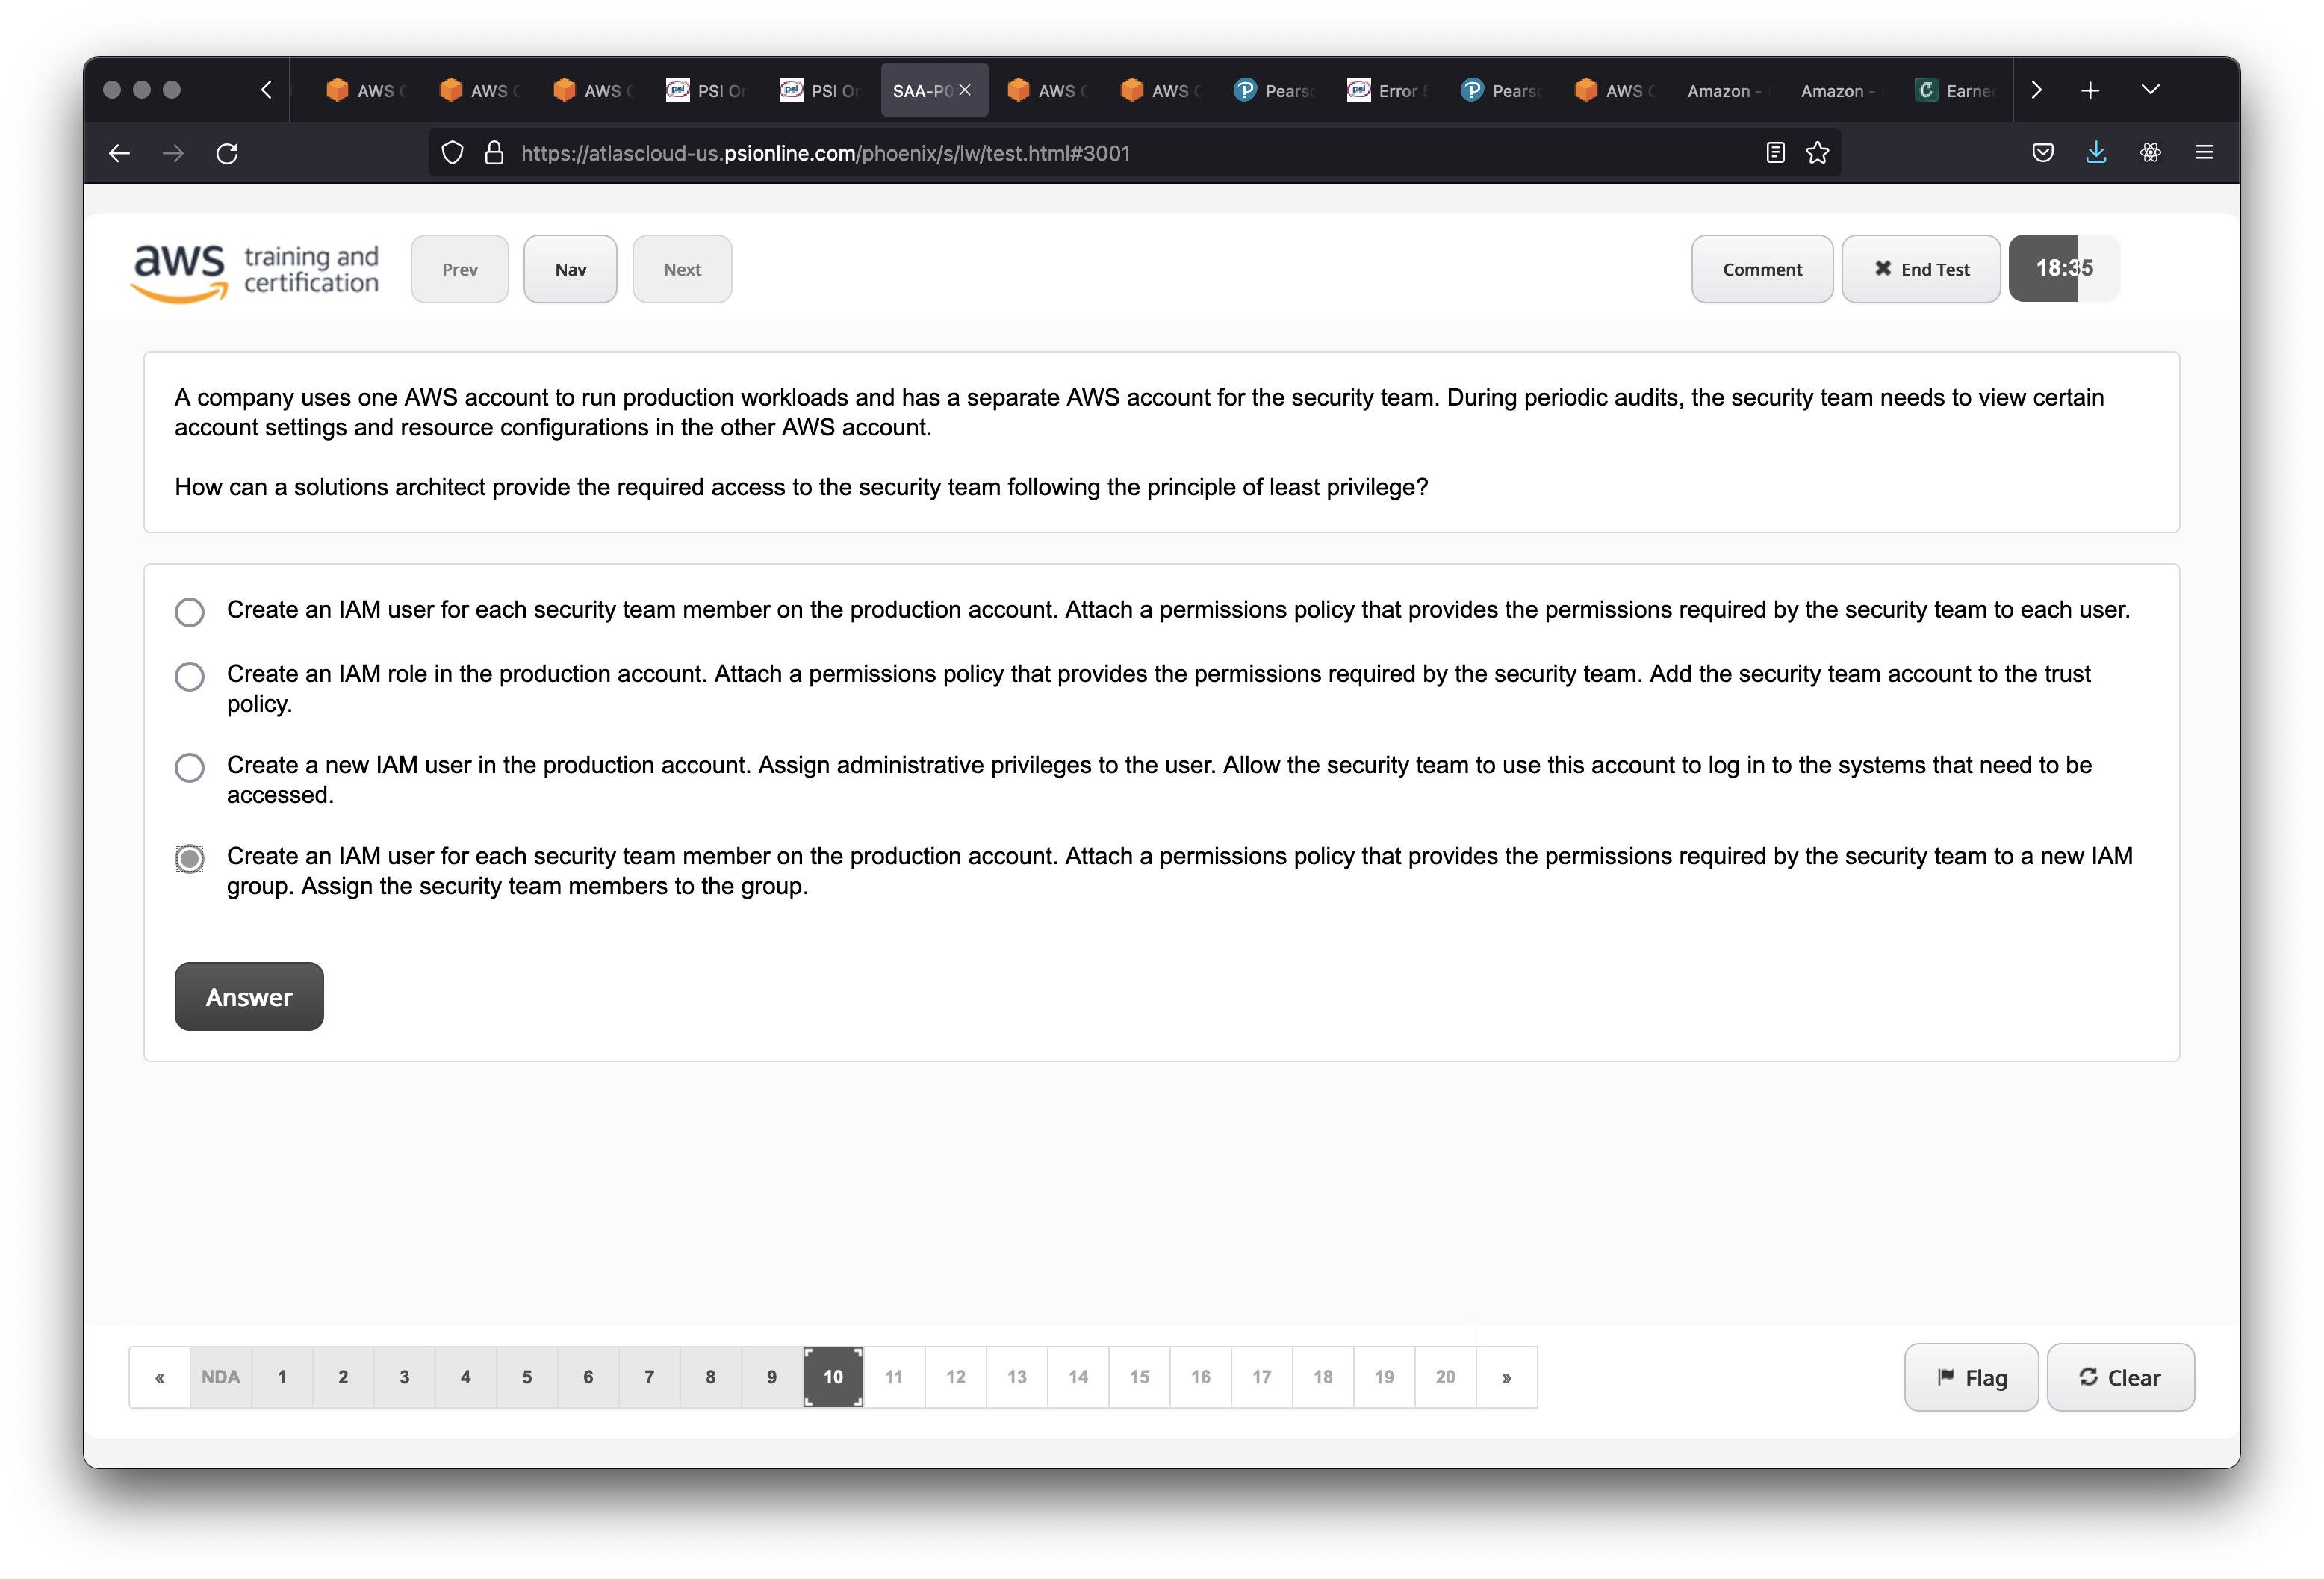 AWS
AWS
AWS
PSI
PSI
SAA-P0
AWS
AWS
Pears
Error
Pears
AWS
Amazon -
Amazon -
Earne
https://atlascloud-us.psionline.com/phoenix/s/lw/test.html#3001
aws training and certification
Prev
Nav
Next
Comment
✖ End Test
18:35
A company uses one AWS account to run production workloads and has a separate AWS account for the security team. During periodic audits, the security team needs to view certain
account settings and resource configurations in the other AWS account.
How can a solutions architect provide the required access to the security team following the principle of least privilege?
Create an IAM user for each security team member on the production account. Attach a permissions policy that provides the permissions required by the security team to each user.
Create an IAM role in the production account. Attach a permissions policy that provides the permissions required by the security team. Add the security team account to the trust
policy.
Create a new IAM user in the production account. Assign administrative privileges to the user. Allow the security team to use this account to log in to the systems that need to be
accessed.
Create an IAM user for each security team member on the production account. Attach a permissions policy that provides the permissions required by the security team to a new IAM
group. Assign the security team members to the group.
Answer
« NDA 1 2 3 4 5 6 7 8 9 10 11 12 13 14 15 16 17 18 19 20 »
Flag
Clear